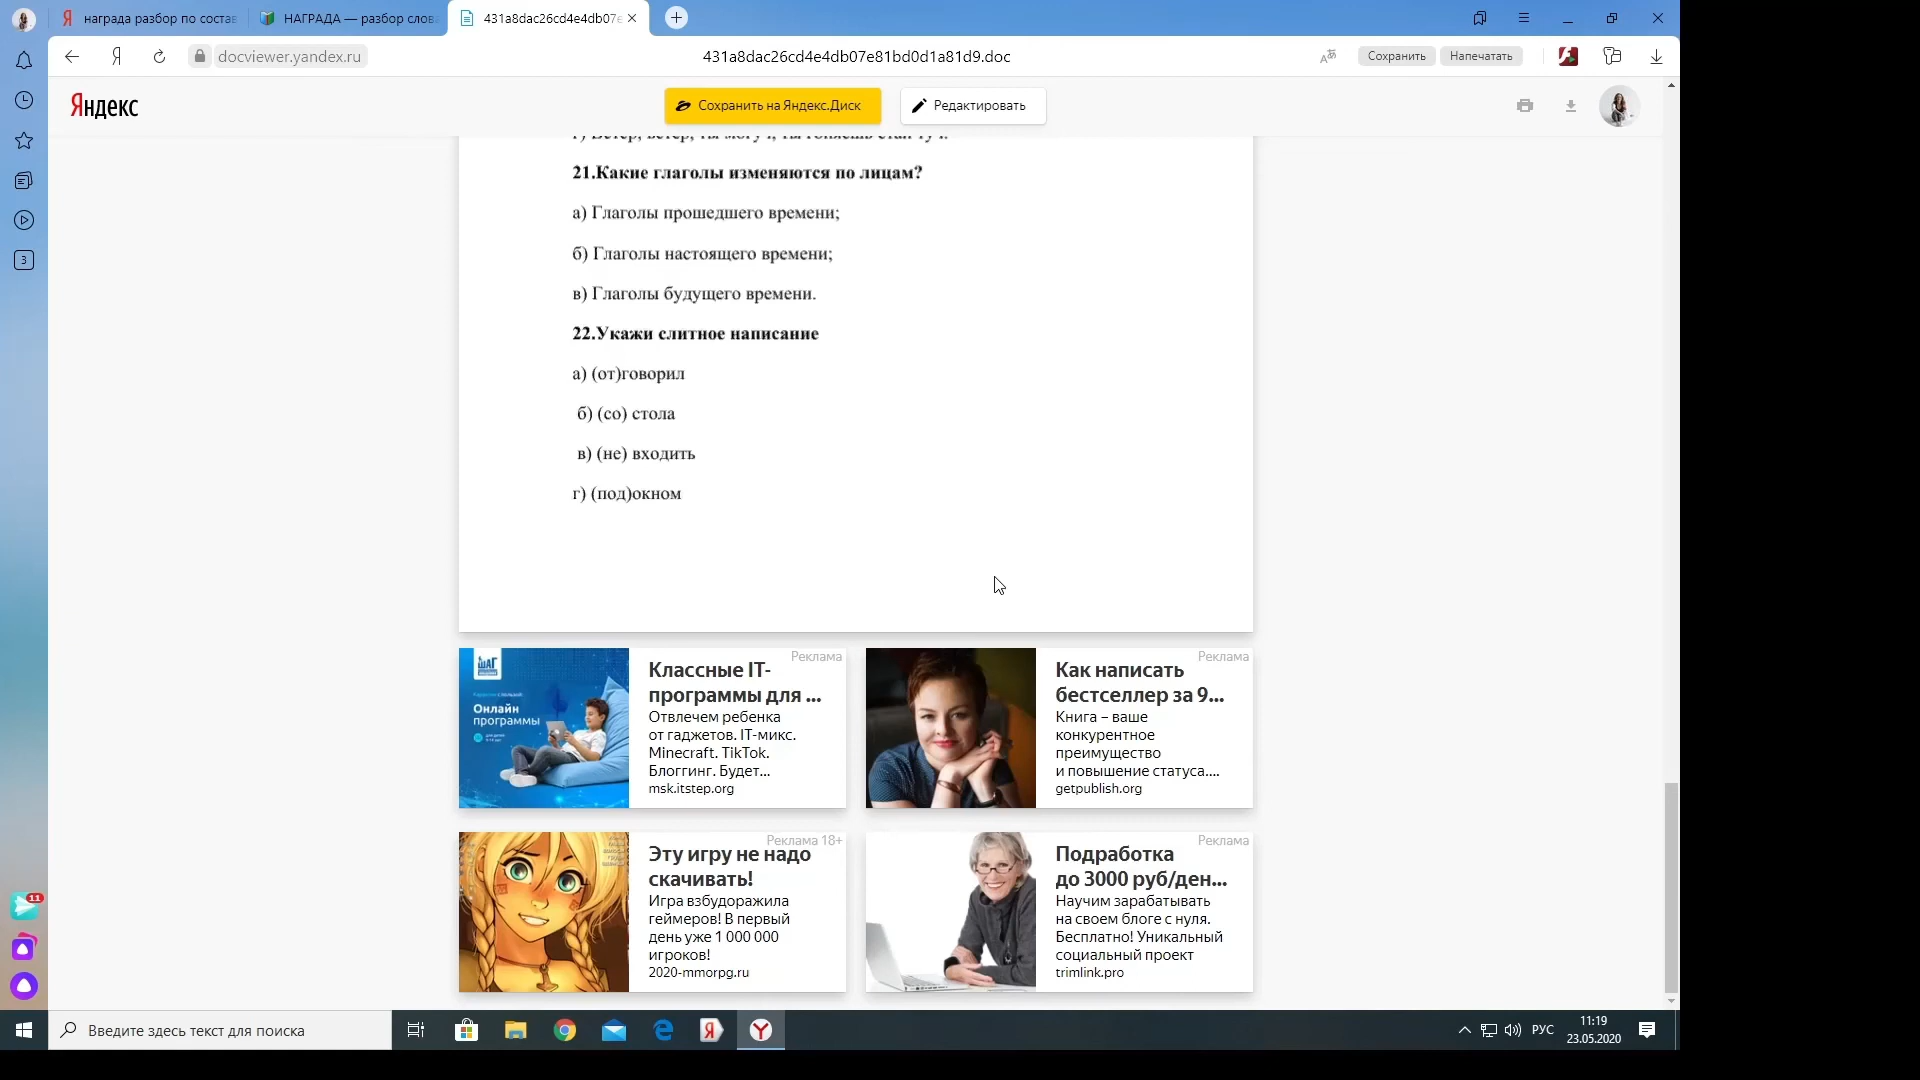 награда разбор по состав
НАГРАДА — разбор слова
431a8dac26cd4e4db07e
docviewer.yandex.ru
431a8dac26cd4e4db07e81bd0d1a81d9.doc
Сохранить
Напечатать
Яндекс
Сохранить на Яндекс.Диск
Редактировать
21.Какие глаголы изменяются по лицам?
а) Глаголы прошедшего времени;
б) Глаголы настоящего времени;
в) Глаголы будущего времени.
22.Укажи слитное написание
а) (от)говорил
б) (со) стола
в) (не) входить
г) (под)окном
3
11
Реклама
Классные IT-
программы для ...
Отвлечем ребенка
от гаджетов. IT-микс.
Minecraft. TikTok.
Блоггинг. Будет...
msk.itstep.org
ШАГ
Онлайн
программы
Реклама
Как написать
бестселлер за 9...
Книга – ваше
конкурентное
преимущество
и повышение статуса....
getpublish.org
Реклама 18+
Эту игру не надо
скачивать!
Игра взбудоражила
геймеров! В первый
день уже 1 000 000
игроков!
2020-mmorpg.ru
Реклама
Подработка
до 3000 руб/ден...
Научим зарабатывать
на своем блоге с нуля.
Бесплатно! Уникальный
социальный проект
trimlink.pro
Введите здесь текст для поиска
РУС
11:19
23.05.2020